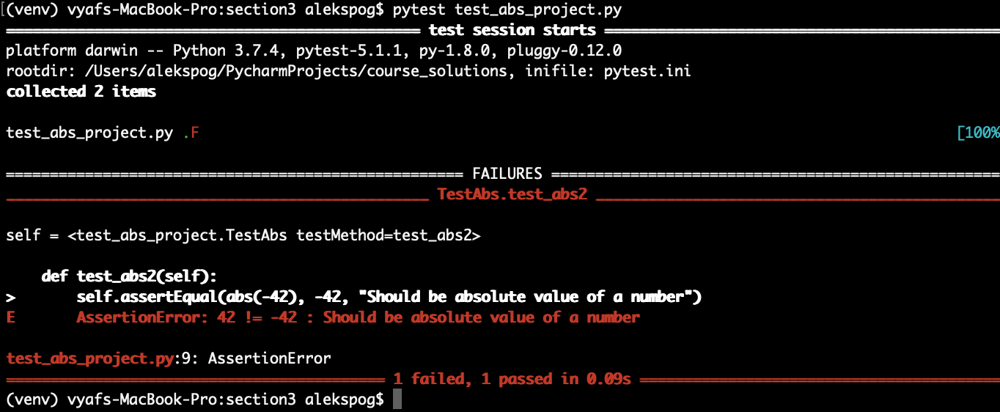 (venv) vyafs-MacBook-Pro:section3 alekspog$ pytest test_abs_project.py
=============================================== test session starts =============================================
platform darwin -- Python 3.7.4, pytest-5.1.1, py-1.8.0, pluggy-0.12.0
rootdir: /Users/alekspog/PycharmProjects/course_solutions, inifile: pytest.ini
collected 2 items
test_abs_project.py .F [100%
==================================================== FAILURES ===================================================
________________________________________________ TestAbs.test_abs2 ______________________________________________
self = <test_abs_project.TestAbs testMethod=test_abs2>
def test_abs2(self):
> self.assertEqual(abs(-42), -42, "Should be absolute value of a number")
E AssertionError: 42 != -42 : Should be absolute value of a number
test_abs_project.py:9: AssertionError
=========================================== 1 failed, 1 passed in 0.09s =========================================
(venv) vyafs-MacBook-Pro:section3 alekspog$